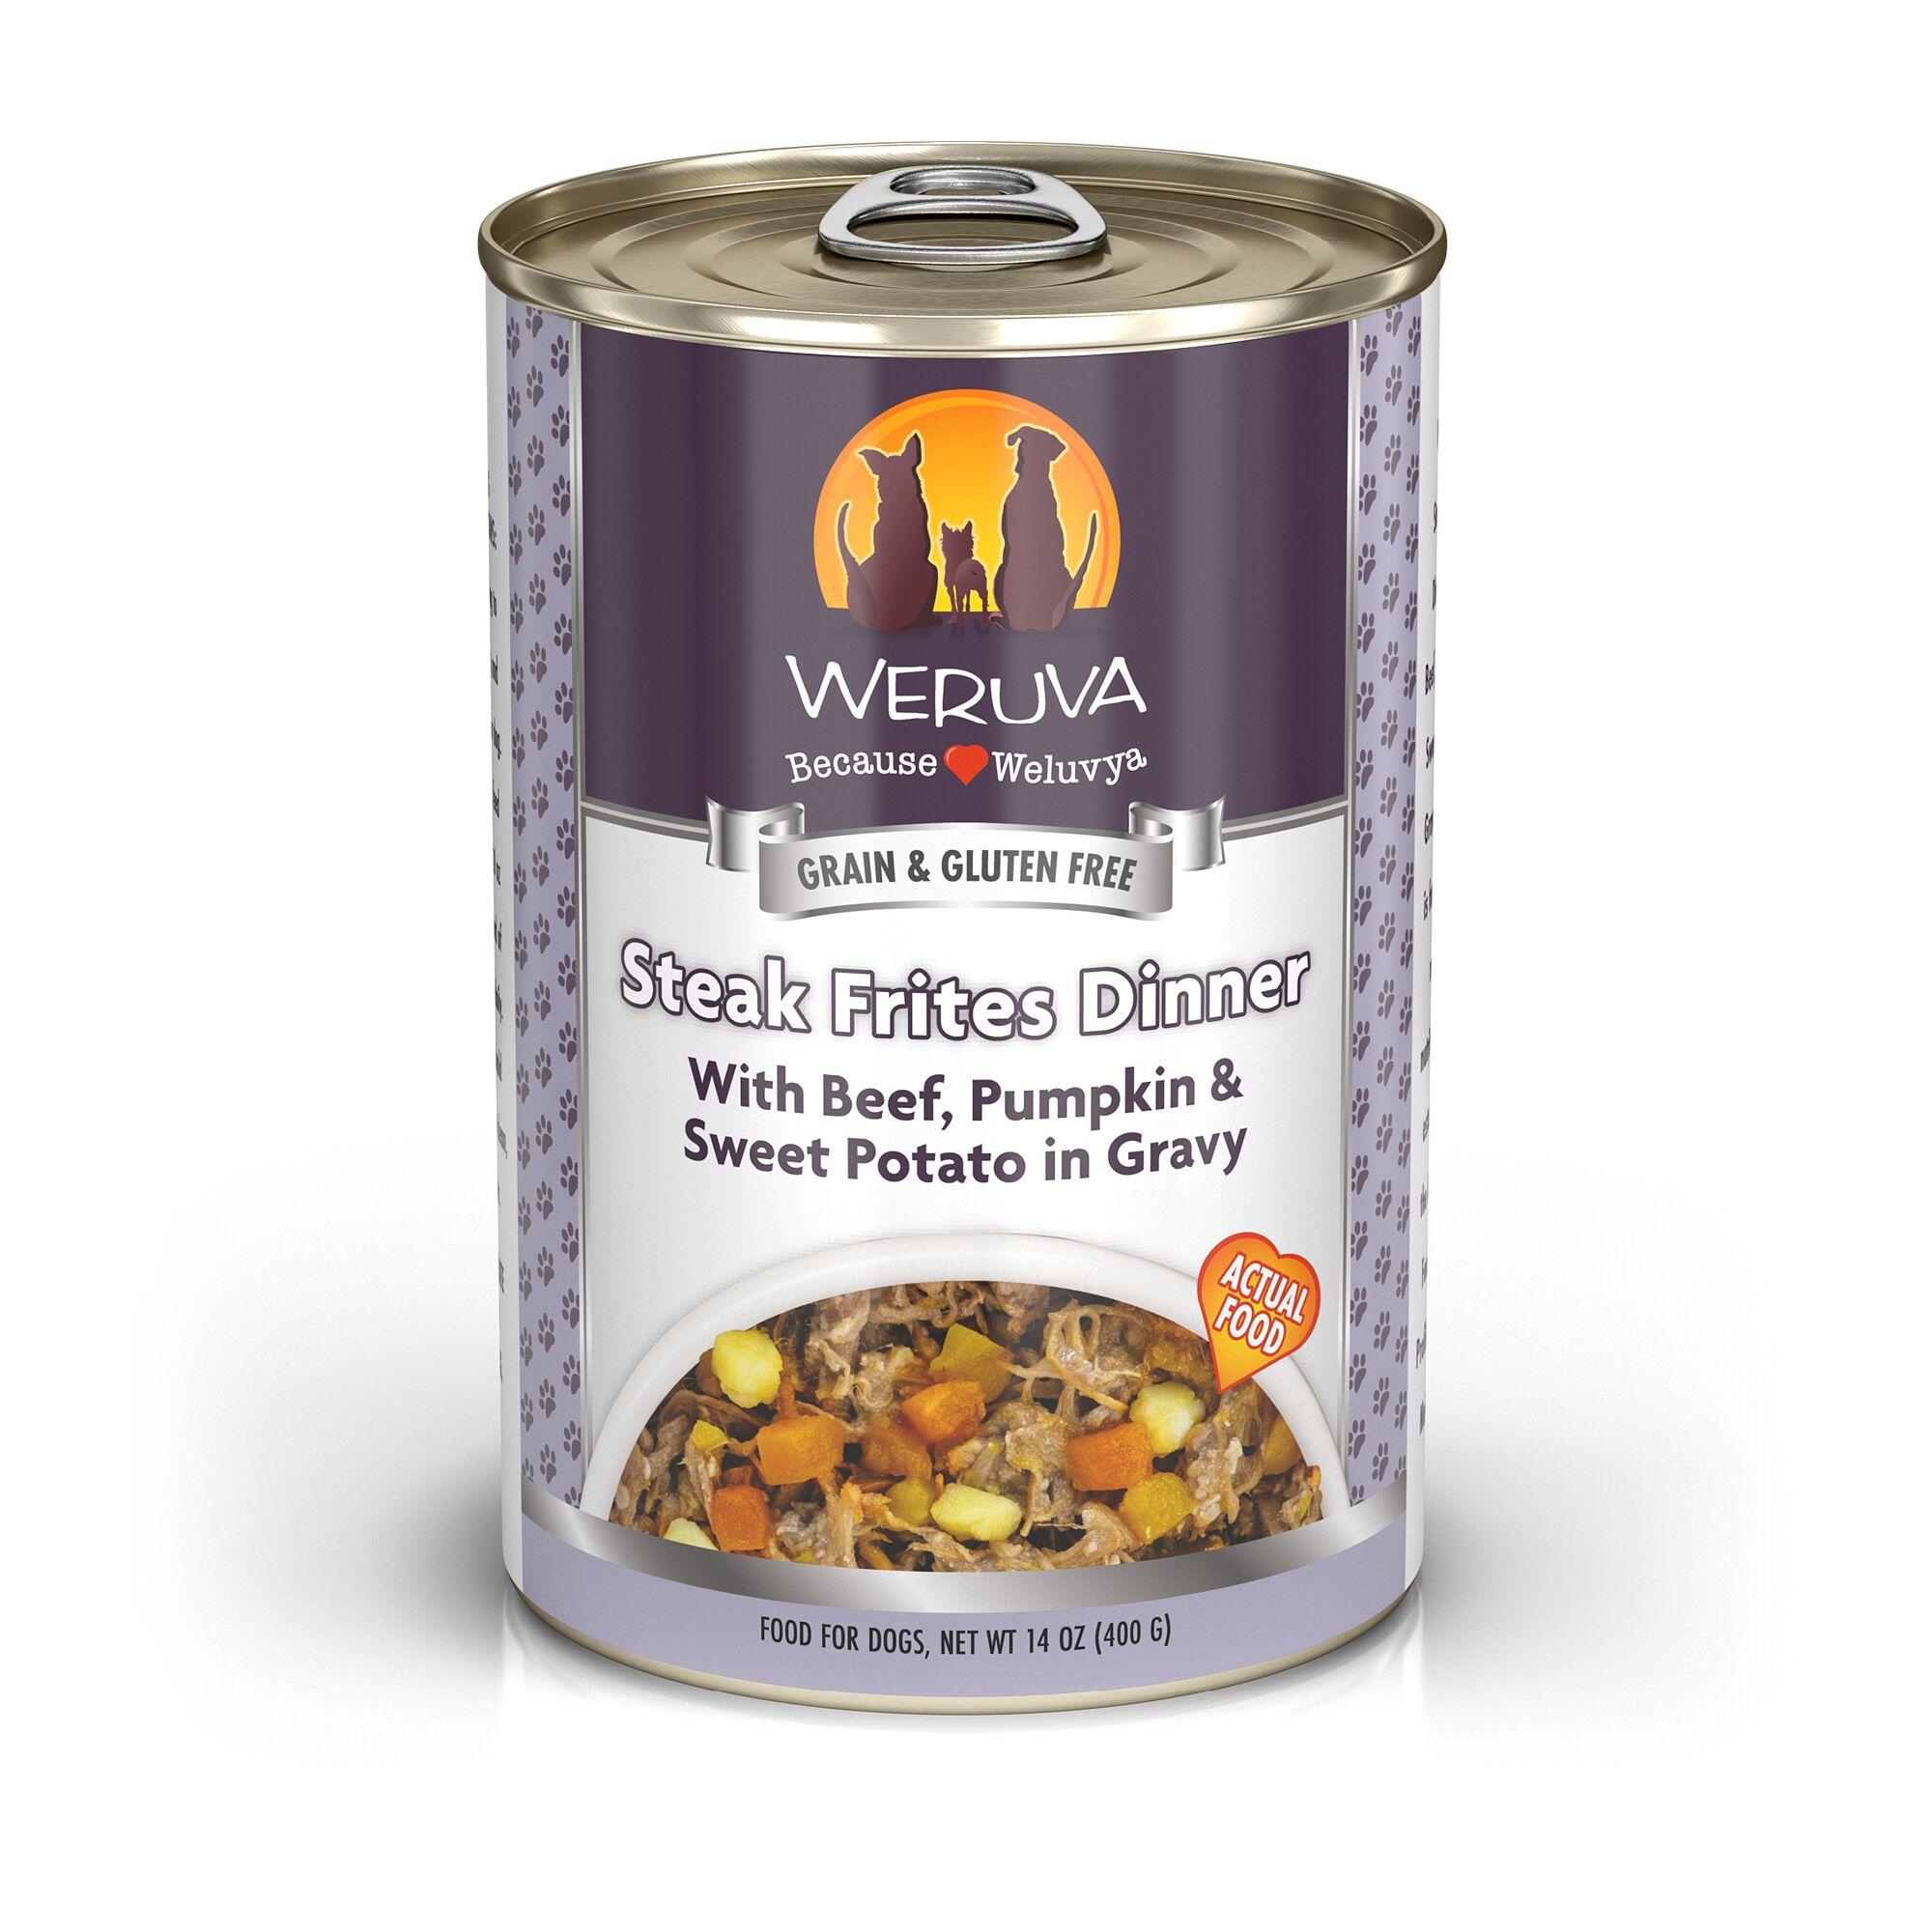 WERUVA
Because Weluvya
GRAIN & GLUTEN FREE
Steak Frites Dinner
With Beef, Pumpkin &
Sweet Potato in Gravy
ACTUAL
FOOD
FOOD FOR DOGS, NET WT 14 OZ (400 G)